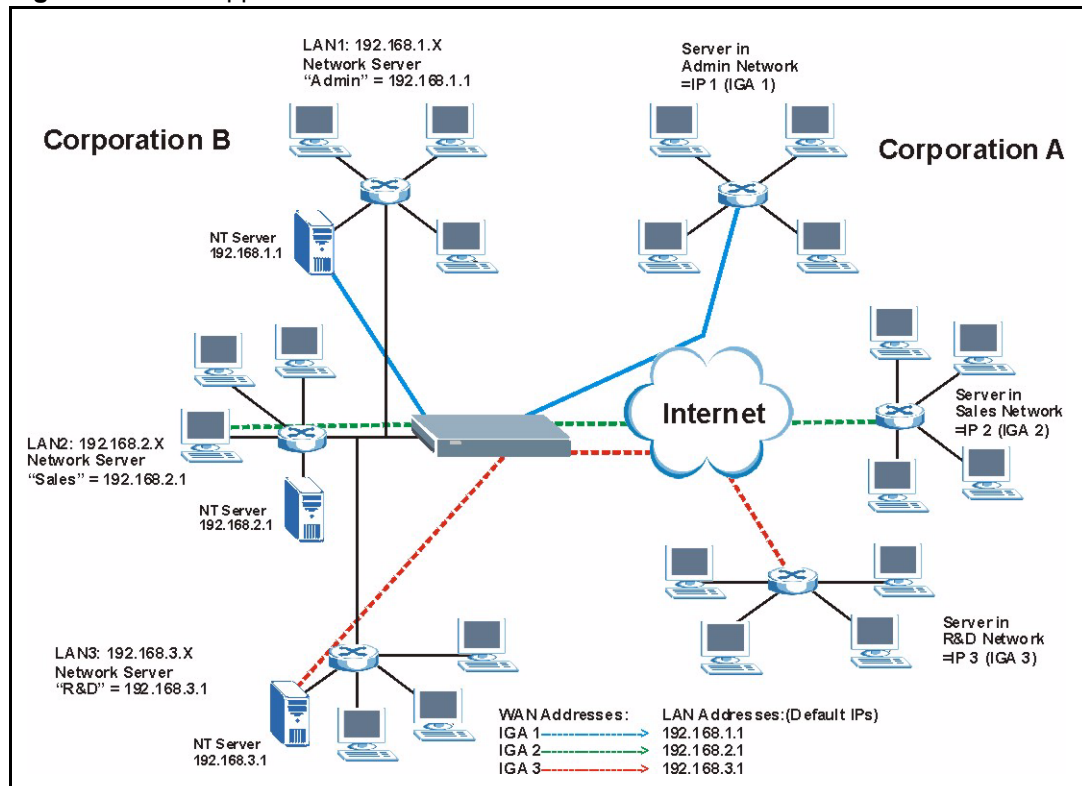 LAN1: 192.168.1.X
Network Server
“Admin” = 192.168.1.1
Server in
Admin Network
=IP 1 (IGA 1)
Corporation B
Corporation A
NT Server
192.168.1.1
LAN2: 192.168.2.X
Network Server
“Sales” = 192.168.2.1
NT Server
192.168.2.1
Internet
Server in
Sales Network
=IP 2 (IGA 2)
LAN3: 192.168.3.X
Network Server
“R&D” = 192.168.3.1
NT Server
192.168.3.1
Server in
R&D Network
=IP 3 (IGA 3)
WAN Addresses: LAN Addresses:(Default IPs)
IGA 1 192.168.1.1
IGA 2 192.168.2.1
IGA 3 192.168.3.1